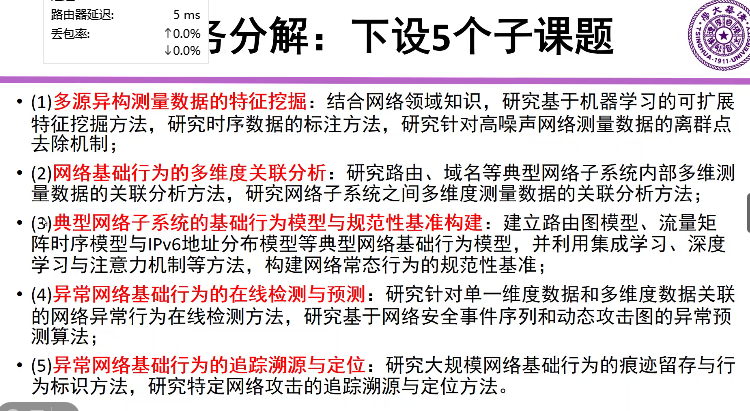 路由器延迟: 5 ms
丢包率: ↑0.0%
↓0.0%
务分解：下设5个子课题
TSINGHUA UNIVERSITY
·1911·
• (1)多源异构测量数据的特征挖掘：结合网络领域知识，研究基于机器学习的可扩展
特征挖掘方法，研究时序数据的标注方法，研究针对高噪声网络测量数据的离群点
去除机制；
• (2)网络基础行为的多维度关联分析：研究路由、域名等典型网络子系统内部多维测
量数据的关联分析方法，研究网络子系统之间多维度测量数据的关联分析方法；
• (3)典型网络子系统的基础行为模型与规范性基准构建：建立路由图模型、流量矩
阵时序模型与IPv6地址分布模型等典型网络基础行为模型，并利用集成学习、深度
学习与注意力机制等方法，构建网络常态行为的规范性基准；
• (4)异常网络基础行为的在线检测与预测：研究针对单一维度数据和多维度数据关联
的网络异常行为在线检测方法，研究基于网络安全事件序列和动态攻击图的异常预
测算法；
• (5)异常网络基础行为的追踪溯源与定位：研究大规模网络基础行为的痕迹留存与行
为标识方法，研究特定网络攻击的追踪溯源与定位方法。